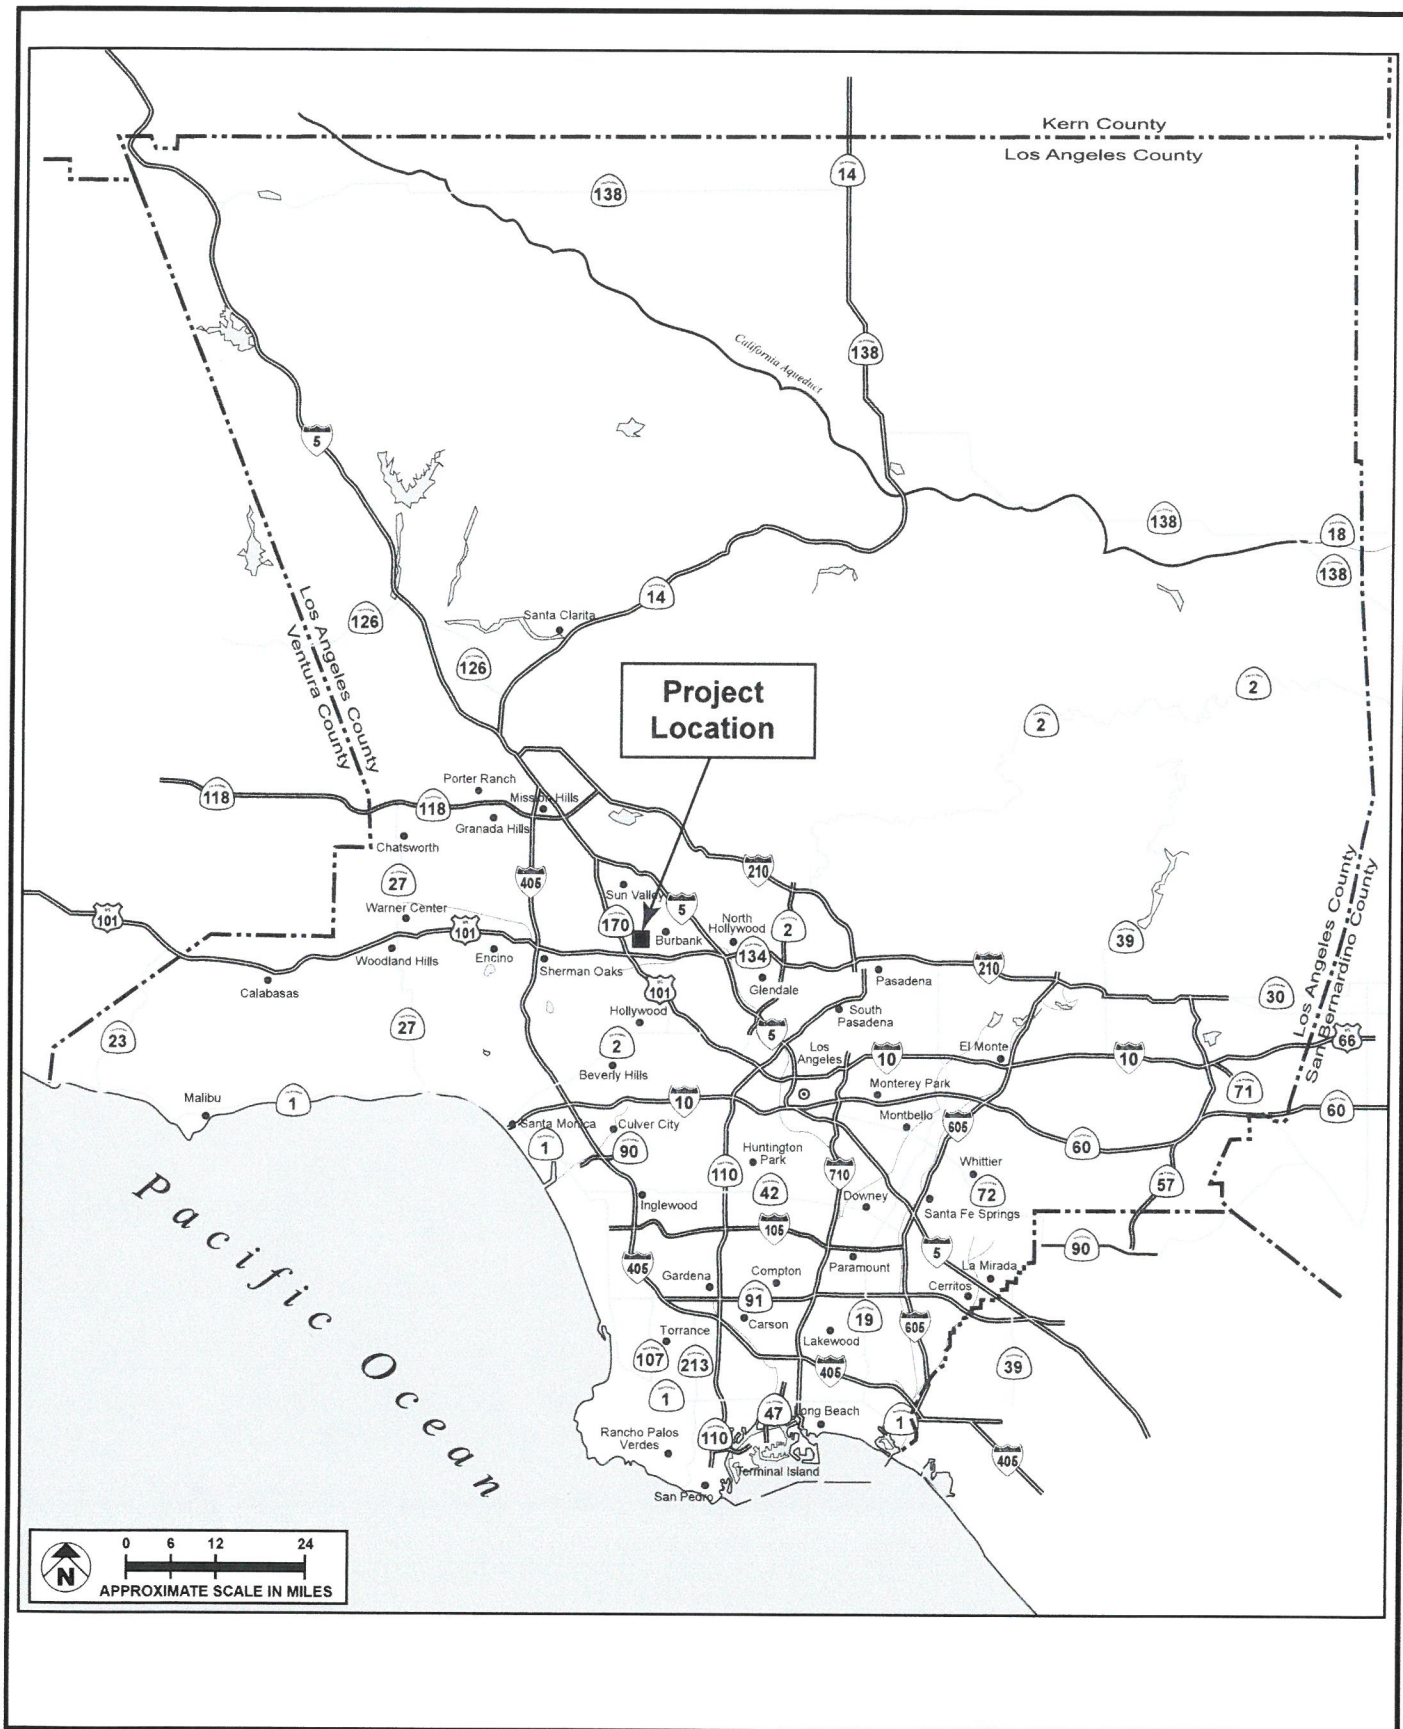 Kern County
Los Angeles County
14
138
138
California Aqueduct
5
138
18
138
14
126
Santa Clarita
Los Angeles County
Ventura County
126
2
2
Project
Location
Porter Ranch
118
118
Mission Hills
Granada Hills
Chatsworth
210
27
405
Sun Valley
Los Angeles County
San Bernardino County
Warner Center
101
101
170
5
North
Hollywood
2
39
Burbank
134
Woodland Hills
Encino
Sherman Oaks
210
Pasadena
Calabasas
101
Glendale
30
Hollywood
South
Pasadena
23
27
5
66
2
Los
Angeles
10
El Monte
10
Beverly Hills
Monterey Park
71
Malibu
1
10
60
Santa Monica
Culver City
Montbello
605
1
90
Huntington
Park
60
110
710
Whittier
57
42
72
Inglewood
Downey
Santa Fe Springs
105
5
90
405
Paramount
La Mirada
Gardena
Compton
Cerritos
91
Carson
19
605
Torrance
Lakewood
107
213
405
39
1
47
Long Beach
1
Rancho Palos
Verdes
110
405
Terminal Island
San Pedro
Pacific Ocean
0 6 12 24
N
APPROXIMATE SCALE IN MILES